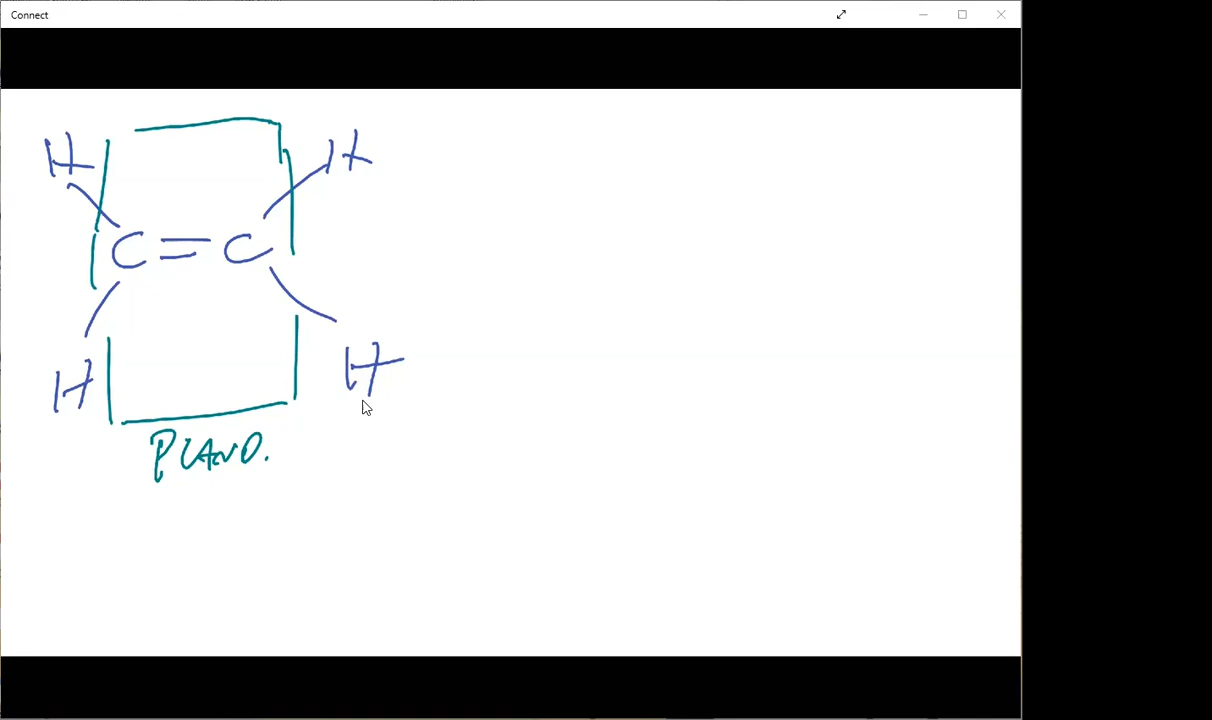 Connect
H H
C = C
H H
PLANO.